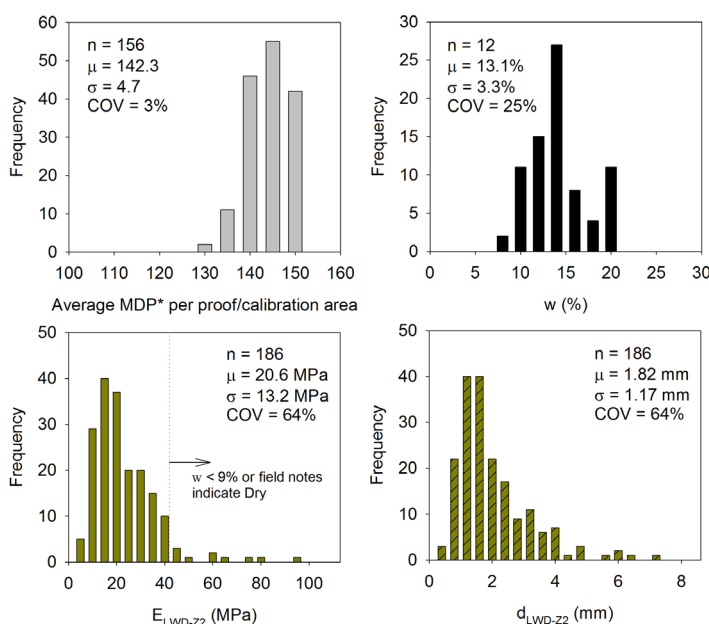 60
50
40
30
20
10
0
Frequency
n = 156
μ = 142.3
σ = 4.7
COV = 3%
100 110 120 130 140 150 160
Average MDP* per proof/calibration area
30
25
20
15
10
5
0
Frequency
n = 12
μ = 13.1%
σ = 3.3%
COV = 25%
0 5 10 15 20 25 30
w (%)
50
40
30
20
10
0
Frequency
n = 186
μ = 20.6 MPa
σ = 13.2 MPa
COV = 64%
w < 9% or field notes
indicate Dry
0 20 40 60 80 100
E LWD-Z2 (MPa)
50
40
30
20
10
0
Frequency
n = 186
μ = 1.82 mm
σ = 1.17 mm
COV = 64%
0 2 4 6 8
d LWD-Z2 (mm)